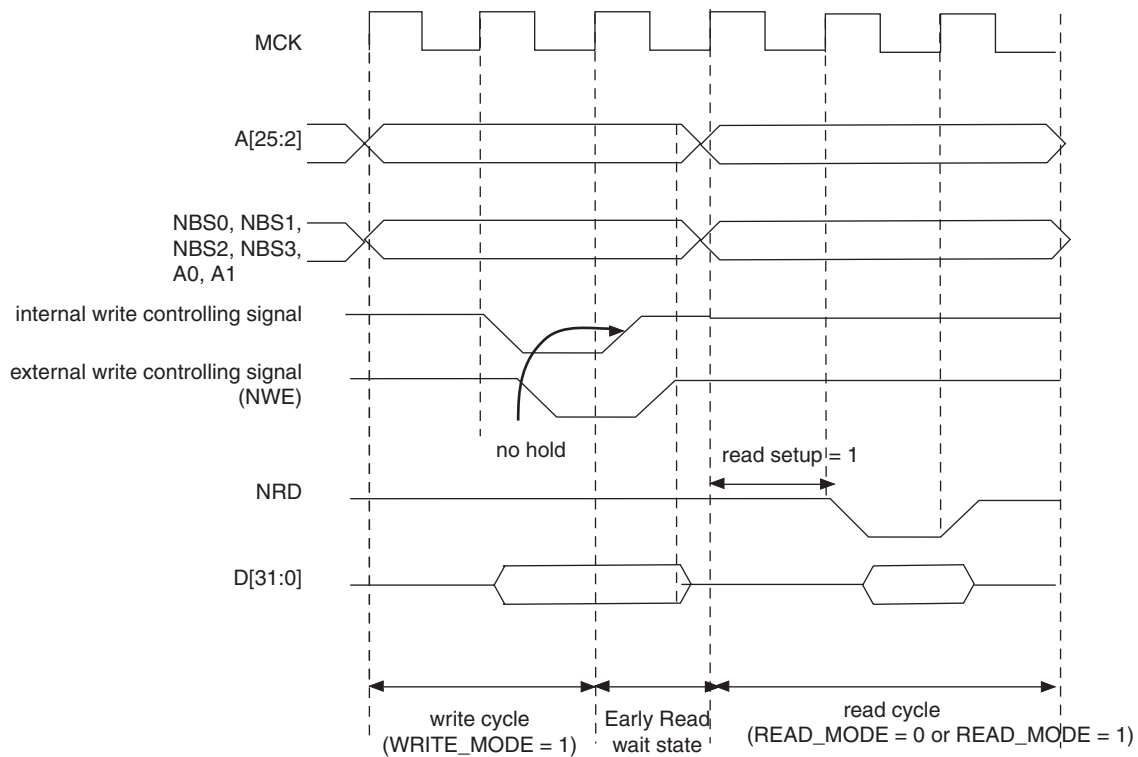 MCK
A[25:2]
NBS0, NBS1,
NBS2, NBS3,
A0, A1
internal write controlling signal
external write controlling signal
(NWE)
no hold
read setup = 1
NRD
D[31:0]
write cycle
(WRITE_MODE = 1)
Early Read
wait state
read cycle
(READ_MODE = 0 or READ_MODE = 1)